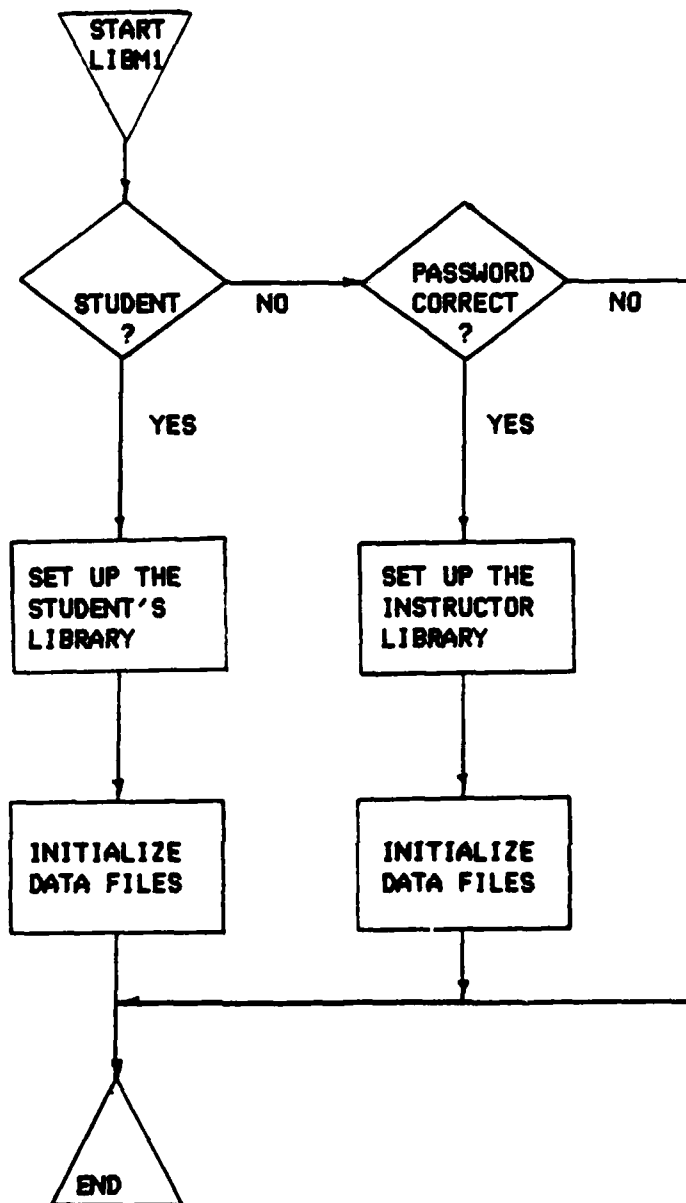 START
LIBM1
STUDENT
?
NO
PASSWORD
CORRECT
?
NO
YES
YES
SET UP THE
STUDENT'S
LIBRARY
SET UP THE
INSTRUCTOR
LIBRARY
INITIALIZE
DATA FILES
INITIALIZE
DATA FILES
END